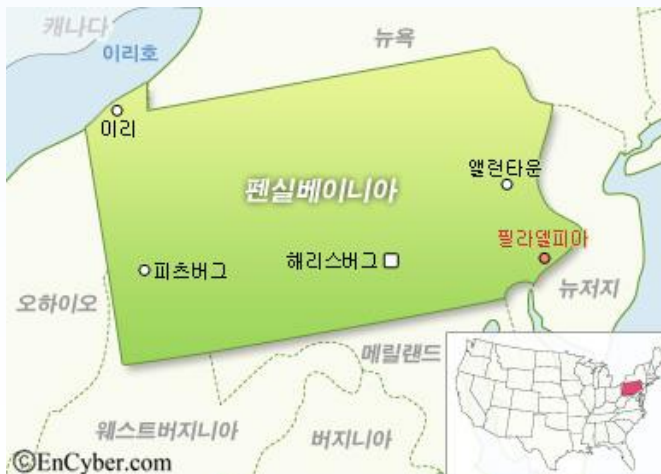 캐나다
뉴욕
이리호
이리
앨런타운
펜실베이니아
필라델피아
해리스버그
피츠버그
뉴저지
오하이오
메릴랜드
웨스트버지니아
버지니아
©EnCyber.com